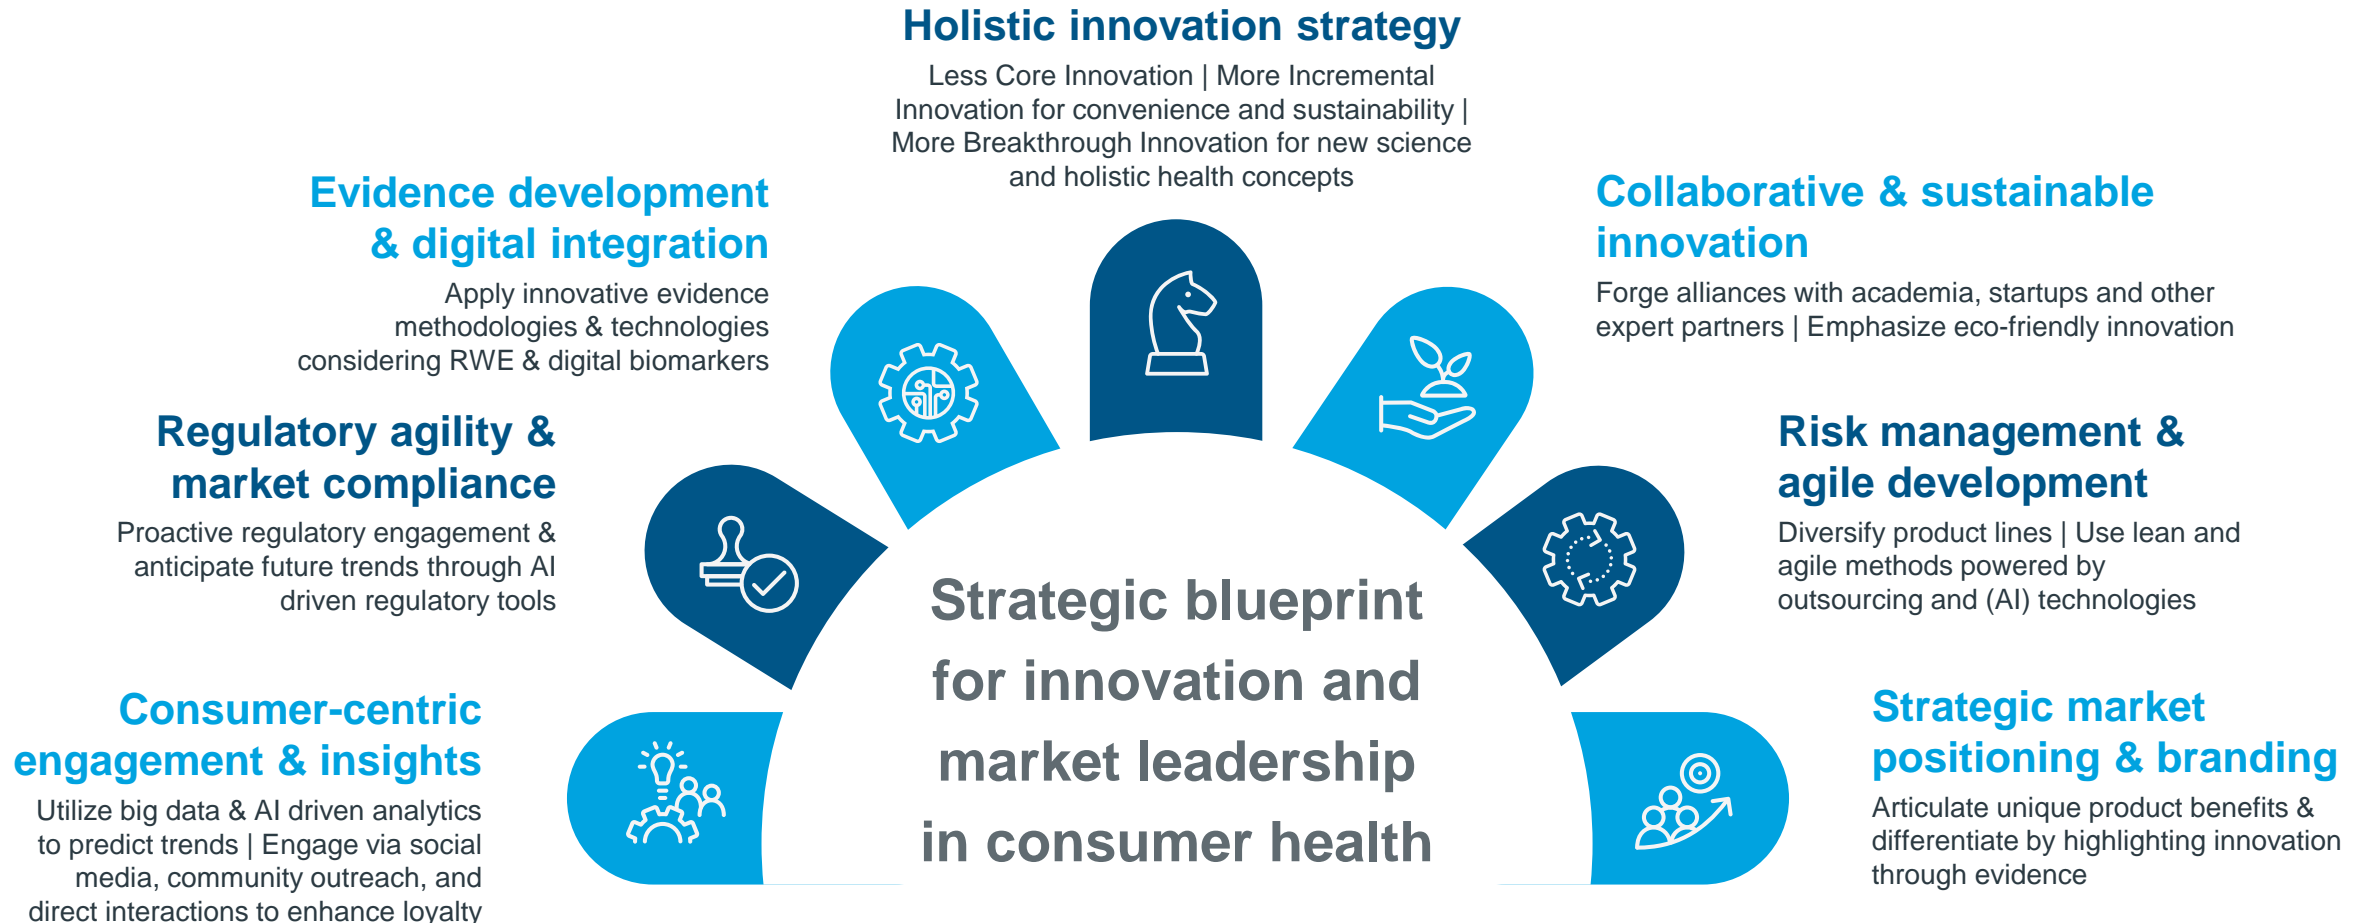 Holistic innovation strategy
Less Core Innovation | More Incremental
Innovation for convenience and sustainability |
More Breakthrough Innovation for new science
and holistic health concepts
Evidence development
& digital integration
Apply innovative evidence
methodologies & technologies
considering RWE & digital biomarkers
Collaborative & sustainable
innovation
Forge alliances with academia, startups and other
expert partners | Emphasize eco-friendly innovation
Regulatory agility &
market compliance
Proactive regulatory engagement &
anticipate future trends through AI
driven regulatory tools
Risk management &
agile development
Diversify product lines | Use lean and
agile methods powered by
outsourcing and (AI) technologies
Consumer-centric
engagement & insights
Utilize big data & AI driven analytics
to predict trends | Engage via social
media, community outreach, and
direct interactions to enhance loyalty
Strategic blueprint
for innovation and
market leadership
in consumer health
Strategic market
positioning & branding
Articulate unique product benefits &
differentiate by highlighting innovation
through evidence